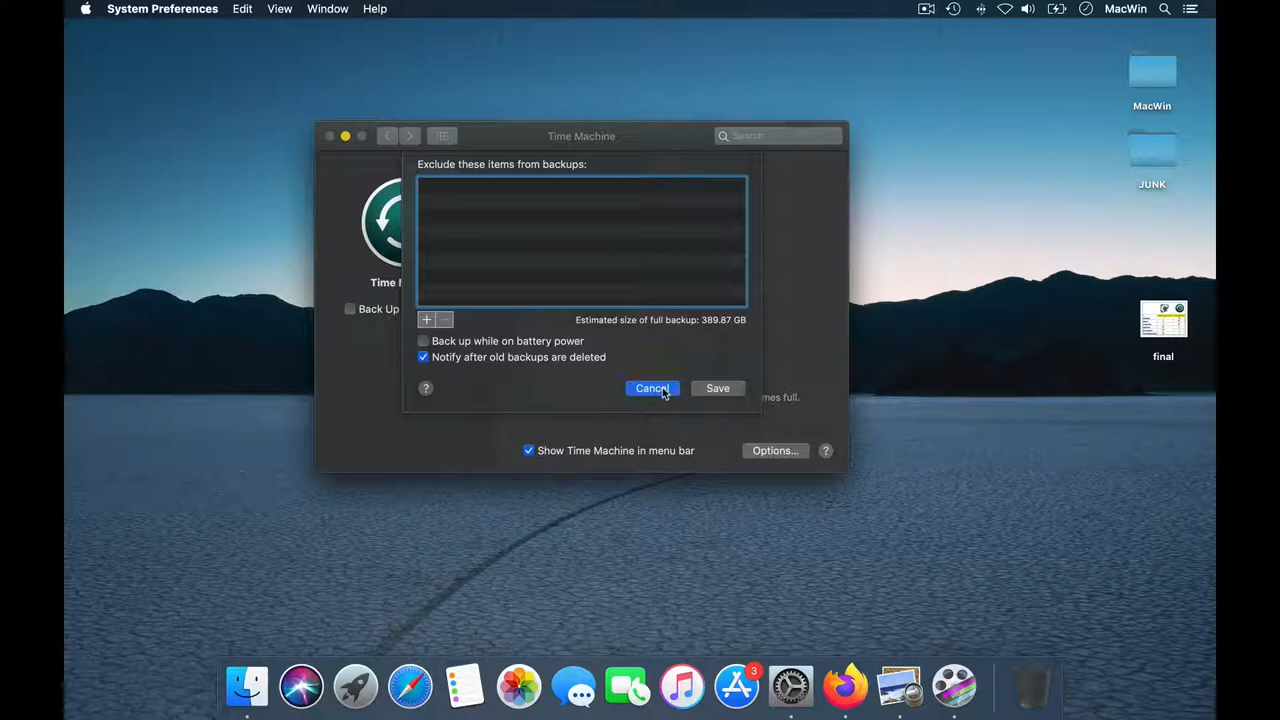 System Preferences Edit View Window Help MacWin
MacWin
JUNK
final
Time Machine
Search
Exclude these items from backups:
Time
Back Up
+ −
Estimated size of full backup: 389.87 GB
Back up while on battery power
Notify after old backups are deleted
? Cancel Save
mes full.
Show Time Machine in menu bar Options... ?
3